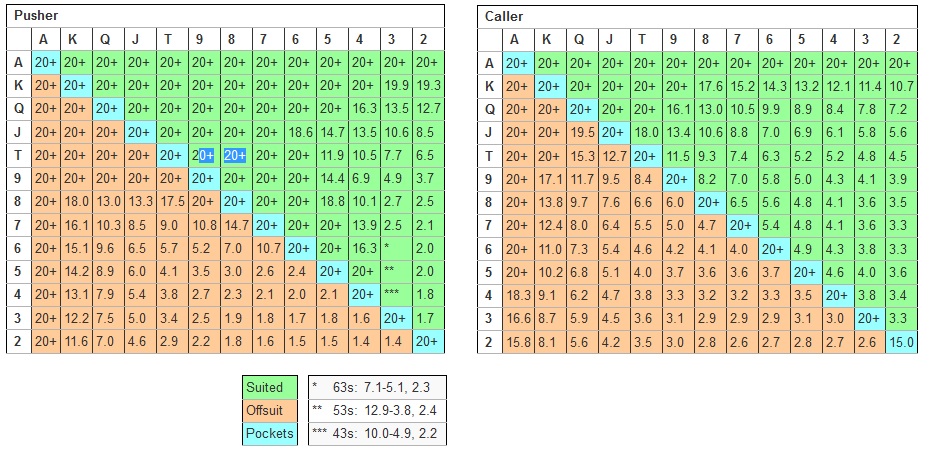 Pusher
A K Q J T 9 8 7 6 5 4 3 2
A 20+ 20+ 20+ 20+ 20+ 20+ 20+ 20+ 20+ 20+ 20+ 20+ 20+
K 20+ 20+ 20+ 20+ 20+ 20+ 20+ 20+ 20+ 20+ 20+ 19.9 19.3
Q 20+ 20+ 20+ 20+ 20+ 20+ 20+ 20+ 20+ 20+ 16.3 13.5 12.7
J 20+ 20+ 20+ 20+ 20+ 20+ 20+ 20+ 18.6 14.7 13.5 10.6 8.5
T 20+ 20+ 20+ 20+ 20+ 20+ 20+ 20+ 20+ 11.9 10.5 7.7 6.5
9 20+ 20+ 20+ 20+ 20+ 20+ 20+ 20+ 20+ 14.4 6.9 4.9 3.7
8 20+ 18.0 13.0 13.3 17.5 20+ 20+ 20+ 20+ 18.8 10.1 2.7 2.5
7 20+ 16.1 10.3 8.5 9.0 10.8 14.7 20+ 20+ 20+ 13.9 2.5 2.1
6 20+ 15.1 9.6 6.5 5.7 5.2 7.0 10.7 20+ 20+ 16.3 * 2.0
5 20+ 14.2 8.9 6.0 4.1 3.5 3.0 2.6 2.4 20+ 20+ ** 2.0
4 20+ 13.1 7.9 5.4 3.8 2.7 2.3 2.1 2.0 2.1 20+ *** 1.8
3 20+ 12.2 7.5 5.0 3.4 2.5 1.9 1.8 1.7 1.8 1.6 20+ 1.7
2 20+ 11.6 7.0 4.6 2.9 2.2 1.8 1.6 1.5 1.5 1.4 1.4 20+
Caller
A K Q J T 9 8 7 6 5 4 3 2
A 20+ 20+ 20+ 20+ 20+ 20+ 20+ 20+ 20+ 20+ 20+ 20+ 20+
K 20+ 20+ 20+ 20+ 20+ 20+ 17.6 15.2 14.3 13.2 12.1 11.4 10.7
Q 20+ 20+ 20+ 20+ 20+ 16.1 13.0 10.5 9.9 8.9 8.4 7.8 7.2
J 20+ 20+ 19.5 20+ 18.0 13.4 10.6 8.8 7.0 6.9 6.1 5.8 5.6
T 20+ 20+ 15.3 12.7 20+ 11.5 9.3 7.4 6.3 5.2 5.2 4.8 4.5
9 20+ 17.1 11.7 9.5 8.4 20+ 8.2 7.0 5.8 5.0 4.3 4.1 3.9
8 20+ 13.8 9.7 7.6 6.6 6.0 20+ 6.5 5.6 4.8 4.1 3.6 3.5
7 20+ 12.4 8.0 6.4 5.5 5.0 4.7 20+ 5.4 4.8 4.1 3.6 3.3
6 20+ 11.0 7.3 5.4 4.6 4.2 4.1 4.0 20+ 4.9 4.3 3.8 3.3
5 20+ 10.2 6.8 5.1 4.0 3.7 3.6 3.6 3.7 20+ 4.6 4.0 3.6
4 18.3 9.1 6.2 4.7 3.8 3.3 3.2 3.2 3.3 3.5 20+ 3.8 3.4
3 16.6 8.7 5.9 4.5 3.6 3.1 2.9 2.9 2.9 3.1 3.0 20+ 3.3
2 15.8 8.1 5.6 4.2 3.5 3.0 2.8 2.6 2.7 2.8 2.7 2.6 15.0
Suited
Offsuit
Pockets
* 63s: 7.1-5.1, 2.3
** 53s: 12.9-3.8, 2.4
*** 43s: 10.0-4.9, 2.2